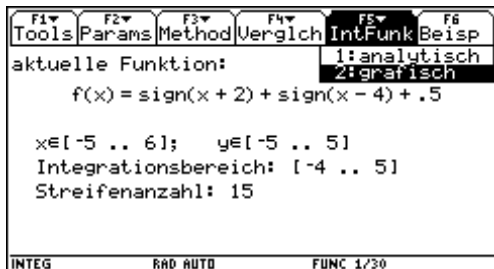 F1▾ F2▾ F3▾ F4▾ F5▾ F6
Tools Params Method Verglch IntFunk Beisp
1:analytisch
2:grafisch
aktuelle Funktion:
f(x) = sign(x + 2) + sign(x - 4) + .5
x∈[-5 .. 6]; y∈[-5 .. 5]
Integrationsbereich: [-4 .. 5]
Streifenanzahl: 15
INTEG RAD AUTO FUNC 1/30